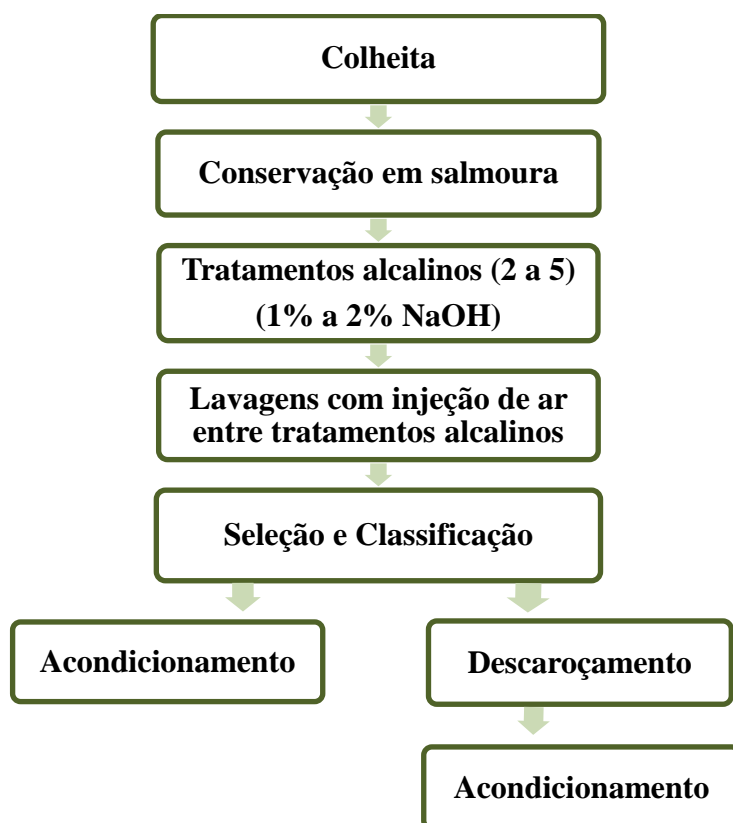 Colheita
Conservação em salmoura
Tratamentos alcalinos (2 a 5)
(1% a 2% NaOH)
Lavagens com injeção de ar
entre tratamentos alcalinos
Seleção e Classificação
Acondicionamento
Descaroçamento
Acondicionamento